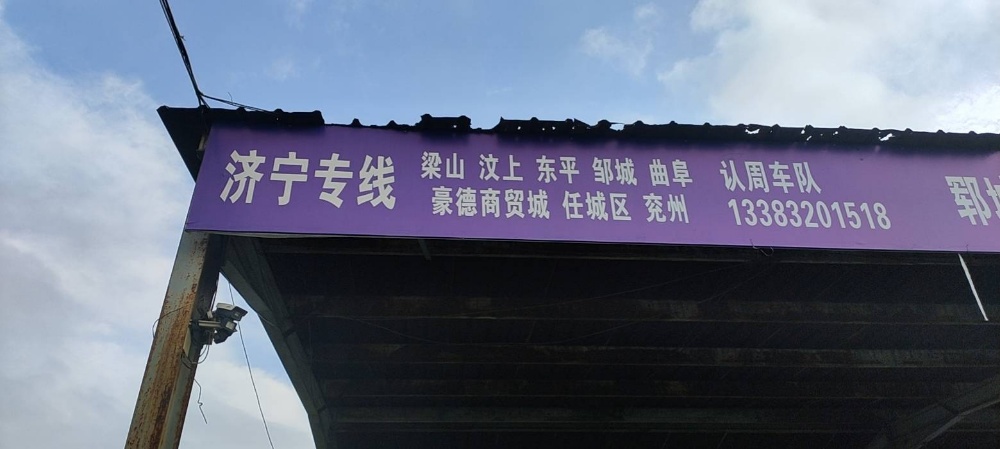 济宁专线
梁山 汶上 东平 邹城 曲阜
豪德商贸城 任城区 兖州
认周车队
13383201518
郓